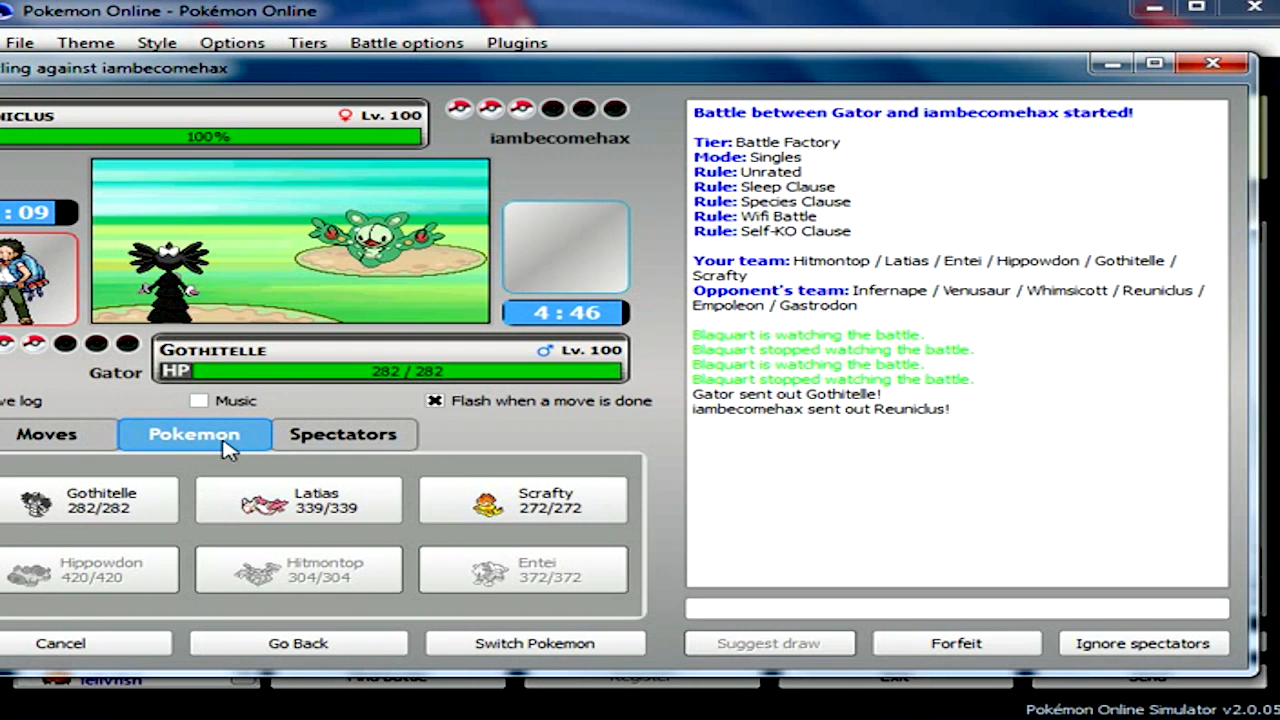 Pokemon Online - Pokémon Online
File Theme Style Options Tiers Battle options Plugins
ling against iambecomehax
NICLUS Lv. 100
100%
iambecomehax
: 09
4 : 46
GOTHITELLE Lv. 100
HP 282 / 282
Gator
ve log Music Flash when a move is done
Moves Pokemon Spectators
Gothitelle
282/282
Latias
339/339
Scrafty
272/272
Hippowdon
420/420
Hitmontop
304/304
Entei
372/372
Cancel Go Back Switch Pokemon
Battle between Gator and iambecomehax started!
Tier: Battle Factory
Mode: Singles
Rule: Unrated
Rule: Sleep Clause
Rule: Species Clause
Rule: Wifi Battle
Rule: Self-KO Clause
Your team: Hitmontop / Latias / Entei / Hippowdon / Gothitelle /
Scrafty
Opponent's team: Infernape / Venusaur / Whimsicott / Reuniclus /
Empoleon / Gastrodon
Blaquart is watching the battle.
Blaquart stopped watching the battle.
Blaquart is watching the battle.
Blaquart stopped watching the battle.
Gator sent out Gothitelle!
iambecomehax sent out Reuniclus!
Suggest draw Forfeit Ignore spectators
Pokémon Online Simulator v2.0.05